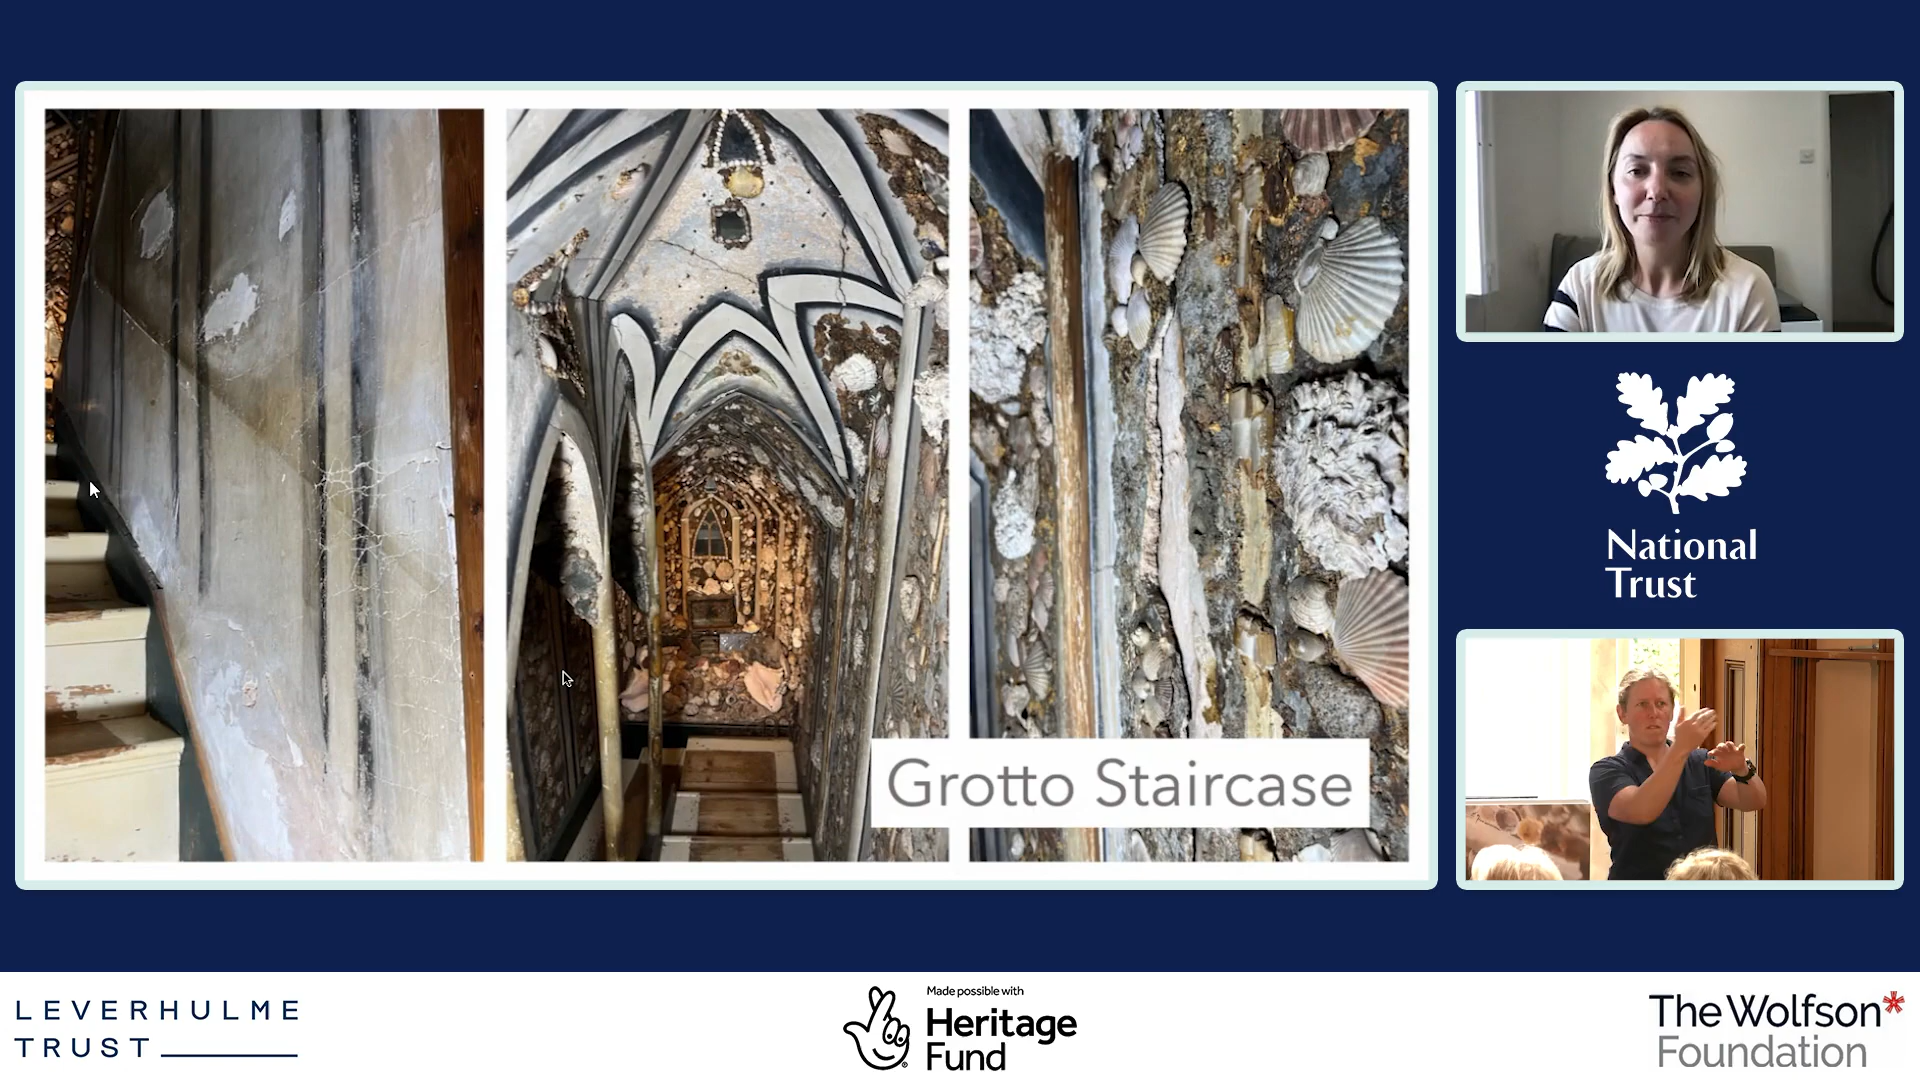 Grotto Staircase
National
Trust
LEVERHULME
TRUST
Made possible with
Heritage
Fund
The Wolfson*
Foundation